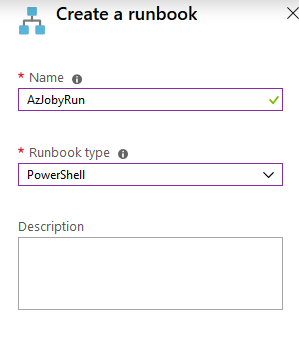 Create a runbook
* Name
AzJobyRun
* Runbook type
PowerShell
Description